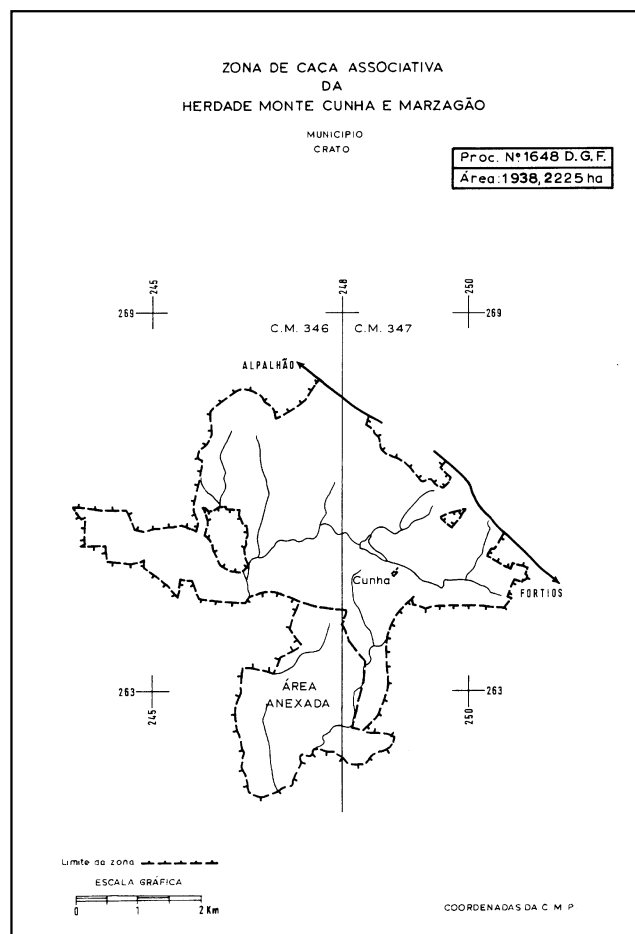 ZONA DE CAÇA ASSOCIATIVA
DA
HERDADE MONTE CUNHA E MARZAGÃO
MUNICIPIO
CRATO
Proc. Nº 1648 D.G.F.
Área: 1938,2225 ha
245
248
250
269
269
C.M. 346
C.M. 347
ALPALHÃO
Cunha
FORTIOS
263
ÁREA
ANEXADA
263
245
250
Limite da zona
ESCALA GRÁFICA
0 1 2 Km
COORDENADAS DA C M P